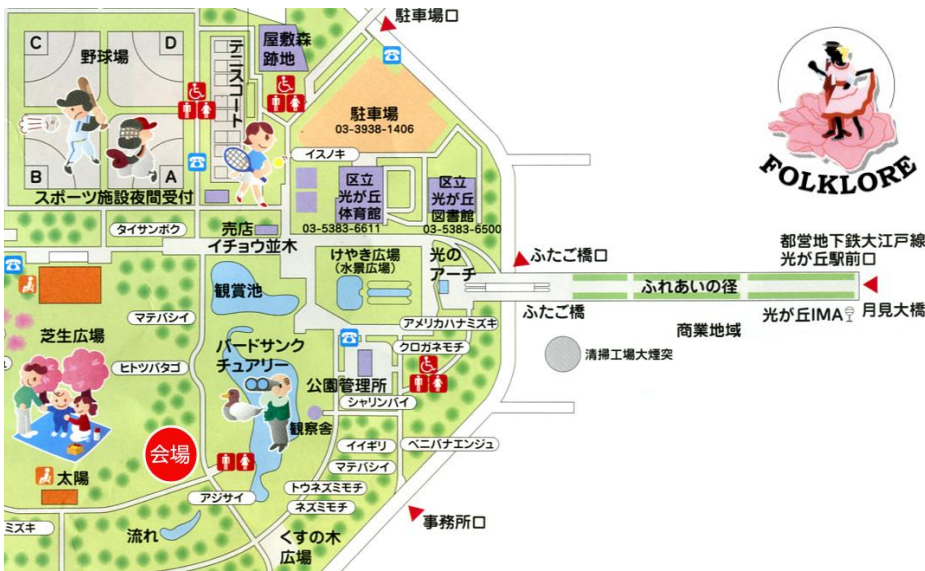 駐車場口
C
D
野球場
テニスコート
屋敷森
跡地
駐車場
03-3938-1406
FOLKLORE
イスノキ
B
A
スポーツ施設夜間受付
区立
光が丘
体育館
03-5383-6611
区立
光が丘
図書館
03-5383-6500
タイサンボク
売店
イチョウ並木
けやき広場
(水景広場)
光の
アーチ
ふたご橋口
都営地下鉄大江戸線
光が丘駅前口
観賞池
ふれあいの径
マテバシイ
ふたご橋
光が丘IMA
月見大橋
商業地域
芝生広場
アメリカハナミズキ
バードサンク
チュアリー
クロガネモチ
清掃工場大煙突
ヒトツバタゴ
公園管理所
シャリンバイ
観察舎
会場
イイギリ
ベニバナエンジュ
マテバシイ
太陽
アジサイ
トウネズミモチ
ネズミモチ
ミズキ
流れ
くすの木
広場
事務所口